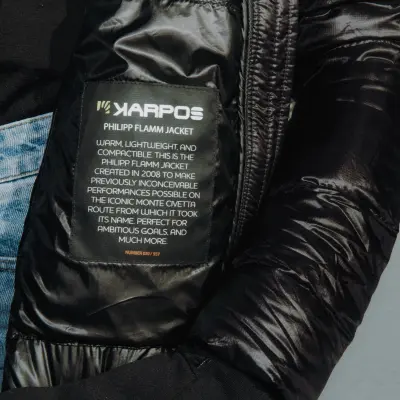 KARPOS
PHILIPP FLAMM JACKET
WARM, LIGHTWEIGHT, AND
COMPACTIBLE. THIS IS THE
PHILIPP FLAMM JACKET
CREATED IN 2008 TO MAKE
PREVIOUSLY INCONCEIVABLE
PERFORMANCES POSSIBLE ON
THE ICONIC MONTE CIVETTA
ROUTE FROM WHICH IT TOOK
ITS NAME. PERFECT FOR
AMBITIOUS GOALS, AND
MUCH MORE
NUMBER